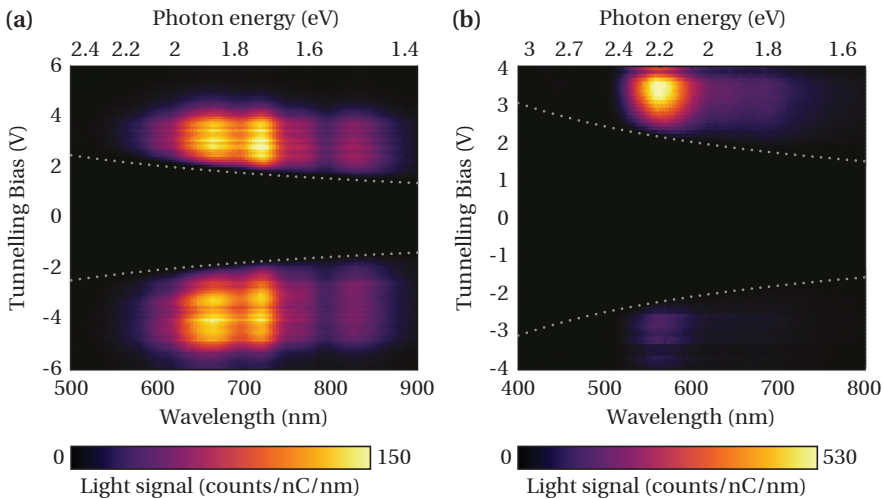 (a)
Photon energy (eV)
2.4 2.2 2 1.8 1.6 1.4
Tunnelling Bias (V)
6
4
2
0
-2
-4
-6
500 600 700 800 900
Wavelength (nm)
0 150
Light signal (counts/nC/nm)
(b)
Photon energy (eV)
3 2.7 2.4 2.2 2 1.8 1.6
Tunnelling Bias (V)
4
3
2
1
0
-1
-2
-3
-4
400 500 600 700 800
Wavelength (nm)
0 530
Light signal (counts/nC/nm)